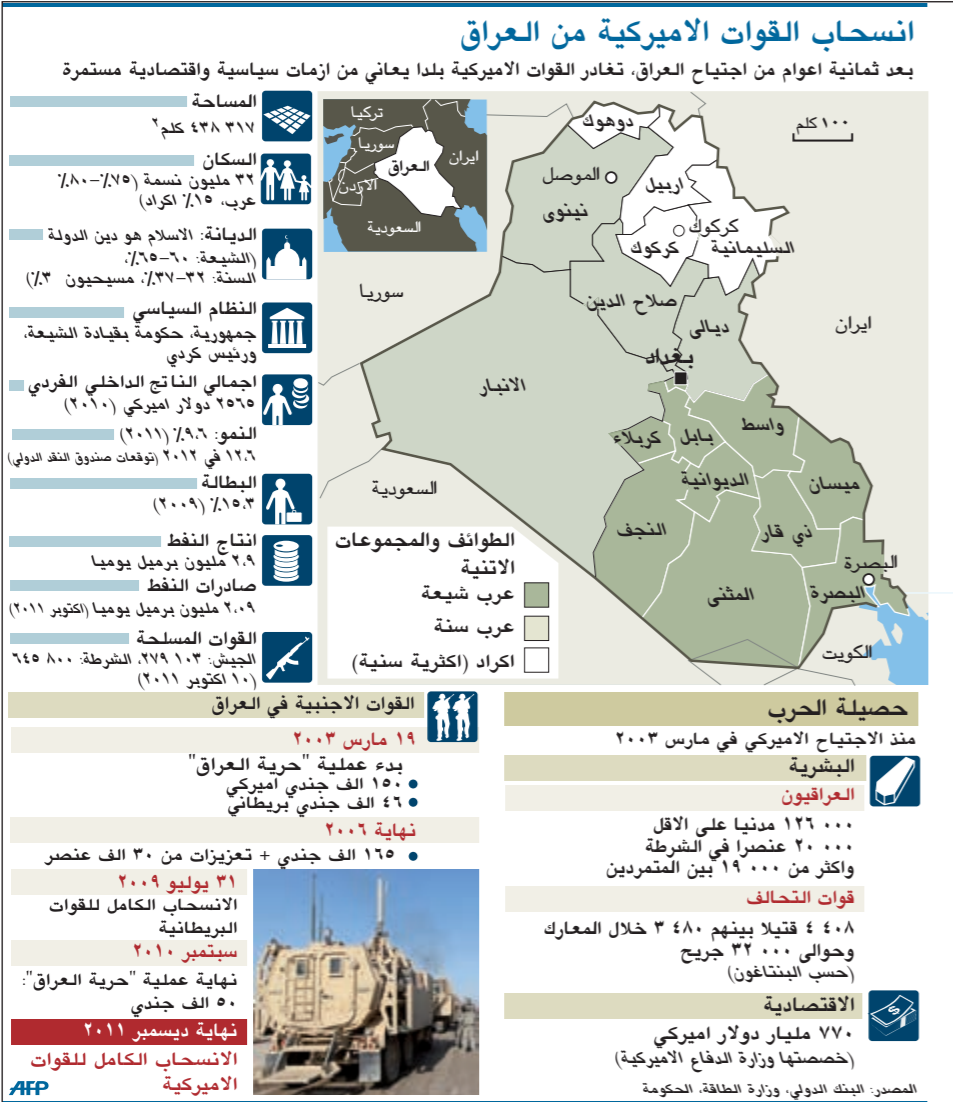 انسحاب القوات الاميركية من العراق
بعد ثمانية اعوام من اجتياح العراق، تغادر القوات الاميركية بلدا يعاني من ازمات سياسية واقتصادية مستمرة
المساحة
٤٣٨ ٣١٧ كلم٢
السكان
٣٢ مليون نسمة (٧٥٪–٨٠٪
عرب، ١٥٪ اكراد)
الديانة: الاسلام هو دين الدولة
(الشيعة: ٦٠–٦٥٪،
السنة: ٣٢–٣٧٪، مسيحيون ٣٪)
النظام السياسي
جمهورية، حكومة بقيادة الشيعة،
ورئيس كردي
اجمالي الناتج الداخلي الفردي
٢٥٦٥ دولار اميركي (٢٠١٠)
النمو: ٩،٦٪ (٢٠١١)
١٢،٦ في ٢٠١٢ (توقعات صندوق النقد الدولي)
البطالة
١٥،٣٪ (٢٠٠٩)
انتاج النفط
٢،٩ مليون برميل يوميا
صادرات النفط
٢،٠٩ مليون برميل يوميا (اكتوبر ٢٠١١)
القوات المسلحة
الجيش: ٢٧٩ ١٠٣، الشرطة: ٦٤٥ ٨٠٠
(١٠ اكتوبر ٢٠١١)
١٠٠ كلم
تركيا
سوريا
ايران
العراق
الاردن
السعودية
دوهوك
الموصل
اربيل
نينوى
كركوك
كركوك
السليمانية
سوريا
صلاح الدين
ديالى
ايران
بغداد
الانبار
واسط
كربلاء
بابل
السعودية
الديوانية
ميسان
النجف
ذي قار
البصرة
البصرة
المثنى
الكويت
الطوائف والمجموعات
الاتنية
عرب شيعة
عرب سنة
اكراد (اكثرية سنية)
حصيلة الحرب
منذ الاجتياح الاميركي في مارس ٢٠٠٣
البشرية
العراقيون
١٢٦ ٠٠٠ مدنيا على الاقل
٢٠ ٠٠٠ عنصرا في الشرطة
واكثر من ١٩ ٠٠٠ بين المتمردين
قوات التحالف
٤ ٤٠٨ قتيلا بينهم ٣ ٤٨٠ خلال المعارك
وحوالى ٣٢ ٠٠٠ جريح
(حسب البنتاغون)
الاقتصادية
٧٧٠ مليار دولار اميركي
(خصصتها وزارة الدفاع الاميركية)
المصدر: البنك الدولي، وزارة الطاقة، الحكومة
القوات الاجنبية في العراق
١٩ مارس ٢٠٠٣
بدء عملية "حرية العراق"
● ١٥٠ الف جندي اميركي
● ٤٦ الف جندي بريطاني
نهاية ٢٠٠٦
● ١٦٥ الف جندي + تعزيزات من ٣٠ الف عنصر
٣١ يوليو ٢٠٠٩
الانسحاب الكامل للقوات
البريطانية
سبتمبر ٢٠١٠
نهاية عملية "حرية العراق":
٥٠ الف جندي
نهاية ديسمبر ٢٠١١
الانسحاب الكامل للقوات
الاميركية
AFP